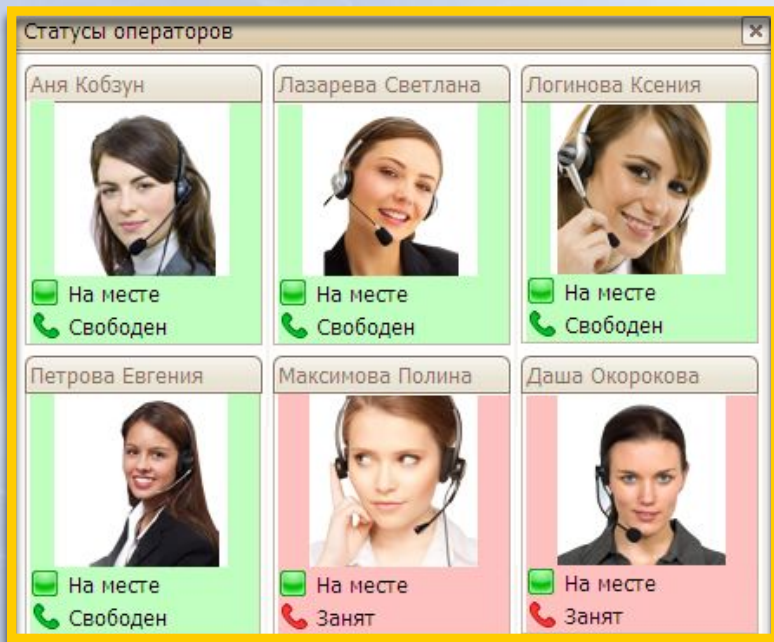 Статусы операторов
Аня Кобзун
Лазарева Светлана
Логинова Ксения
На месте
На месте
На месте
Свободен
Свободен
Свободен
Петрова Евгения
Максимова Полина
Даша Окорокова
На месте
На месте
На месте
Свободен
Занят
Занят